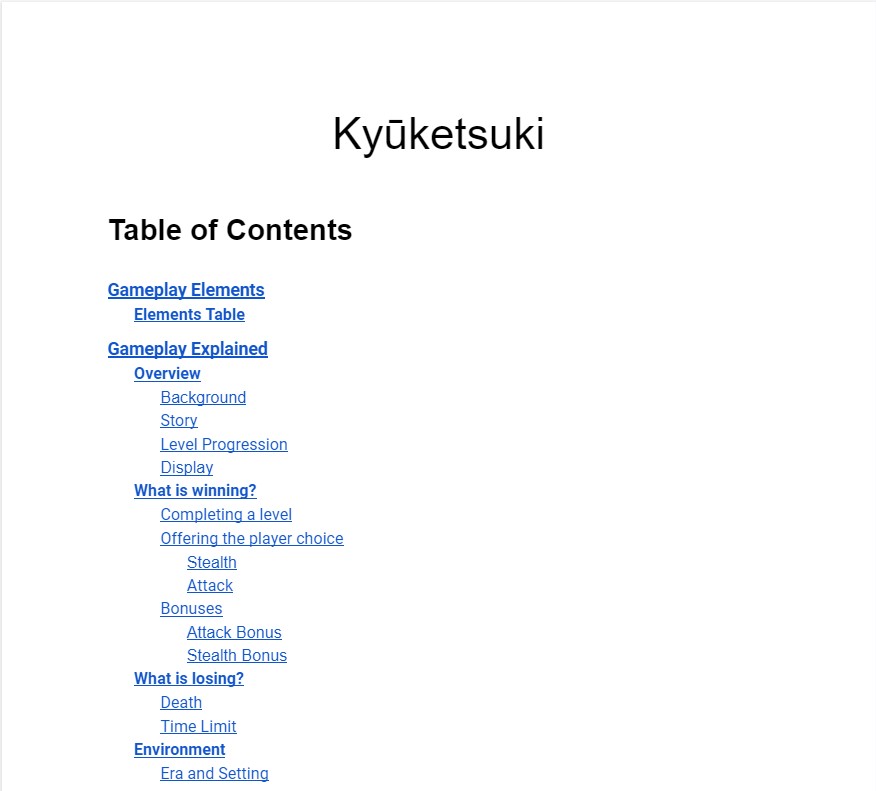 Kyūketsuki
Table of Contents
Gameplay Elements
Elements Table
Gameplay Explained
Overview
Background
Story
Level Progression
Display
What is winning?
Completing a level
Offering the player choice
Stealth
Attack
Bonuses
Attack Bonus
Stealth Bonus
What is losing?
Death
Time Limit
Environment
Era and Setting